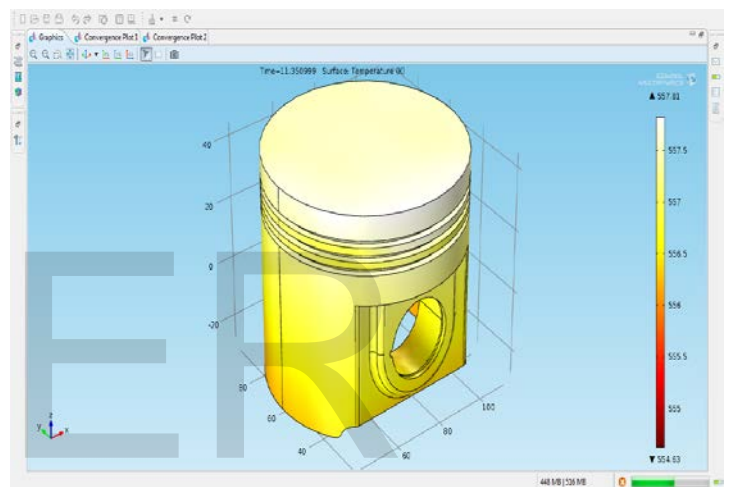 Graphics Convergence Plot 1 Convergence Plot 2
Time=11.350999 Surface: Temperature (K)
▲ 557.81
557.5
557
556.5
556
555.5
555
▼ 554.63
40
20
0
-20
80
60
40
60
80
100
z
y
x
ER
448 MB | 516 MB